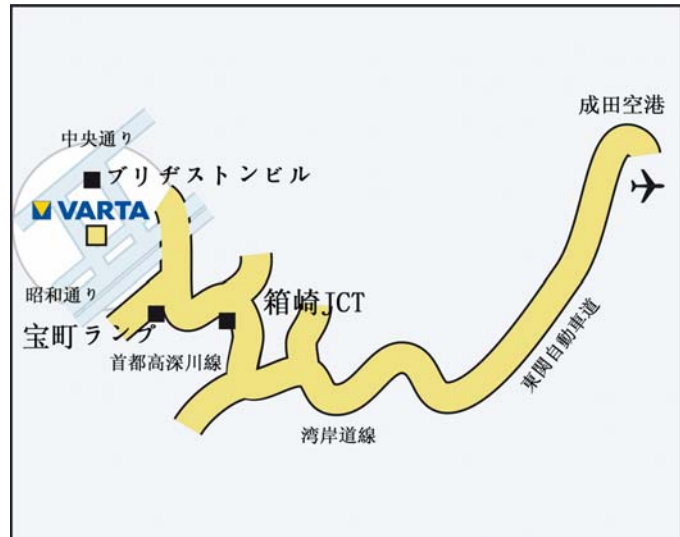 成田空港
中央通り
ブリヂストンビル
VARTA
昭和通り
箱崎JCT
宝町ランプ
首都高深川線
東関自動車道
湾岸道線